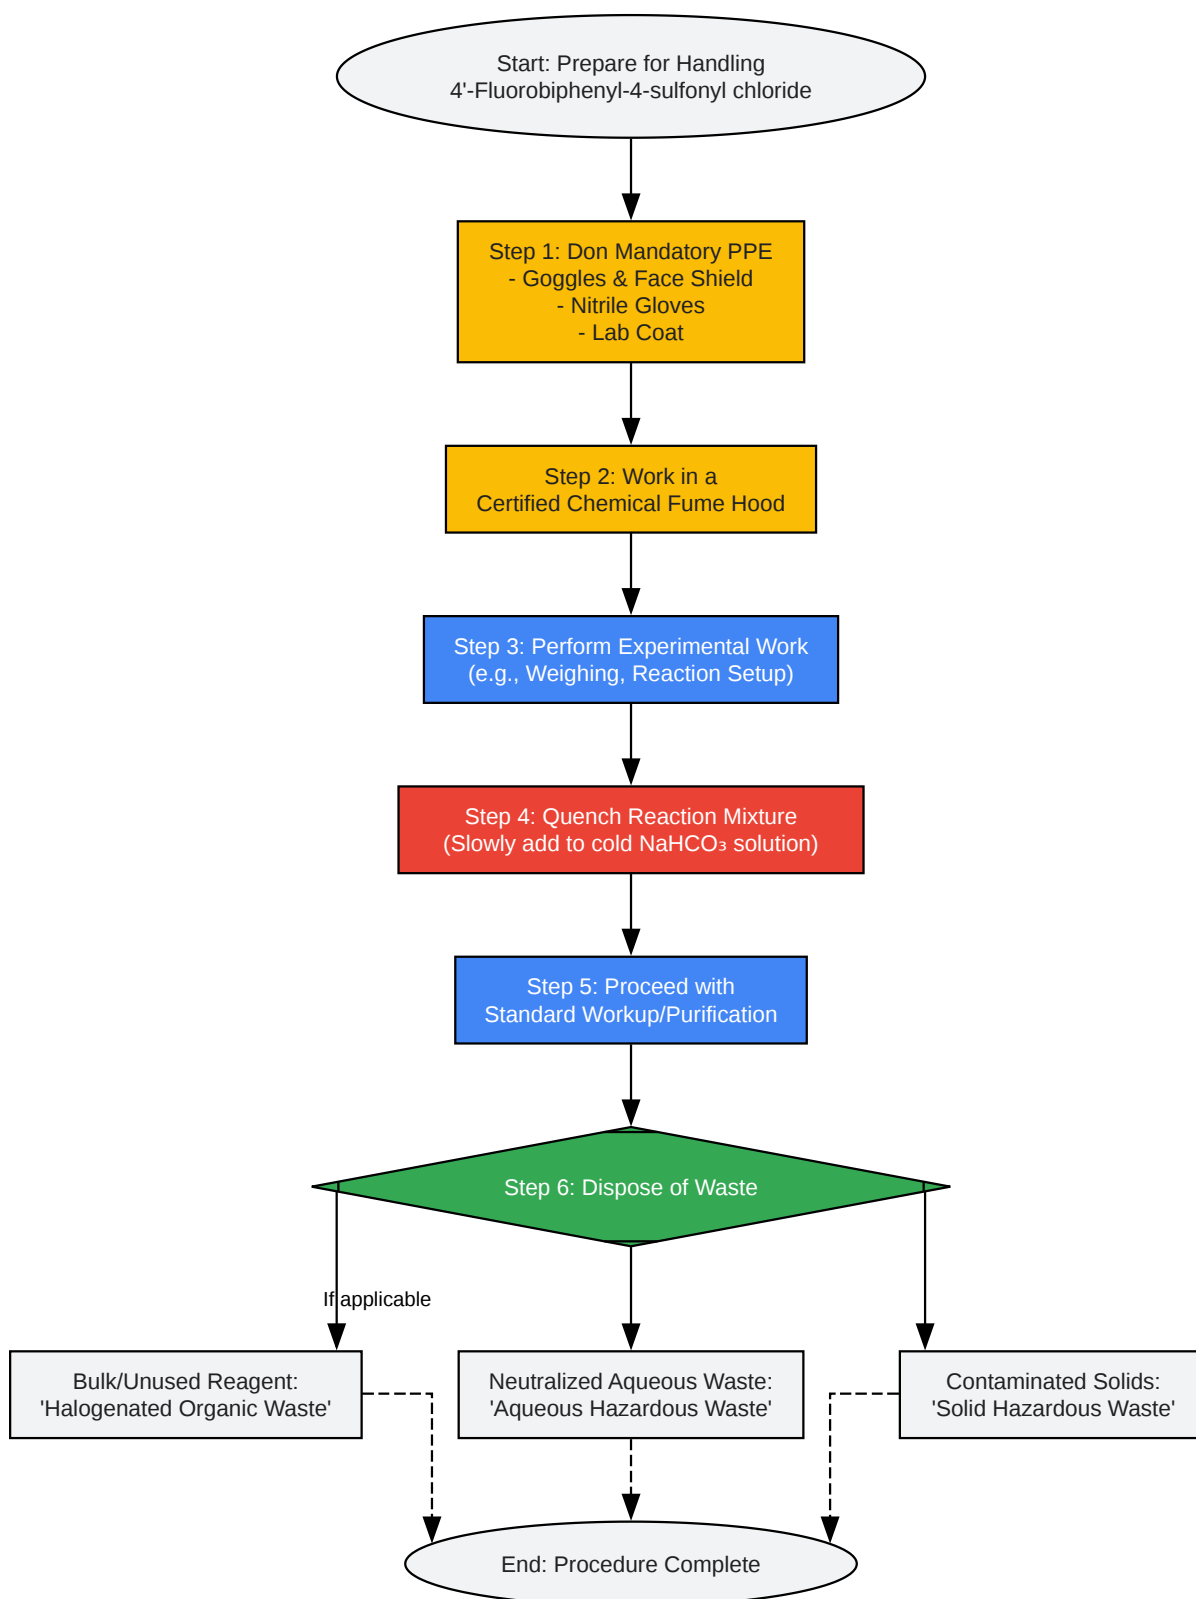 Start: Prepare for Handling
4'-Fluorobiphenyl-4-sulfonyl chloride
Step 1: Don Mandatory PPE
- Goggles & Face Shield
- Nitrile Gloves
- Lab Coat
Step 2: Work in a
Certified Chemical Fume Hood
Step 3: Perform Experimental Work
(e.g., Weighing, Reaction Setup)
Step 4: Quench Reaction Mixture
(Slowly add to cold NaHCO₃ solution)
Step 5: Proceed with
Standard Workup/Purification
Step 6: Dispose of Waste
If applicable
Bulk/Unused Reagent:
'Halogenated Organic Waste'
Neutralized Aqueous Waste:
'Aqueous Hazardous Waste'
Contaminated Solids:
'Solid Hazardous Waste'
End: Procedure Complete